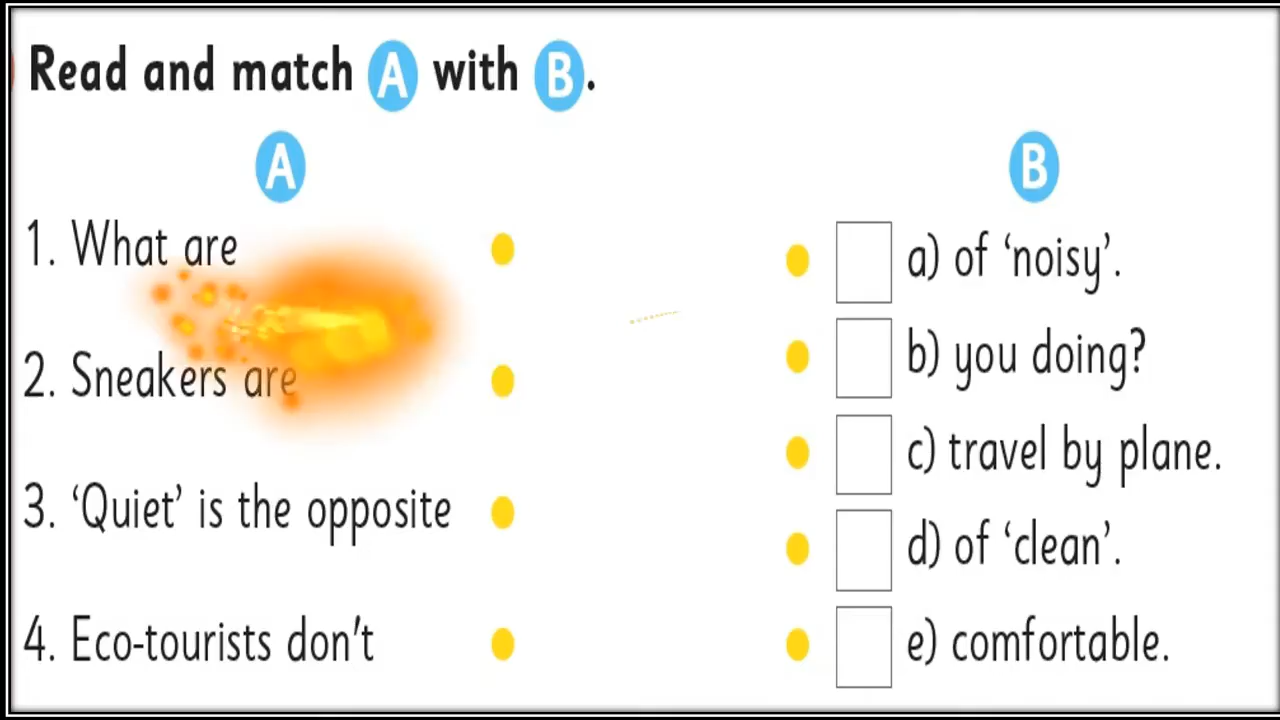 Read and match A with B.
A
B
1. What are
2. Sneakers are
3. ‘Quiet’ is the opposite
4. Eco-tourists don't
a) of ‘noisy’.
b) you doing?
c) travel by plane.
d) of ‘clean’.
e) comfortable.